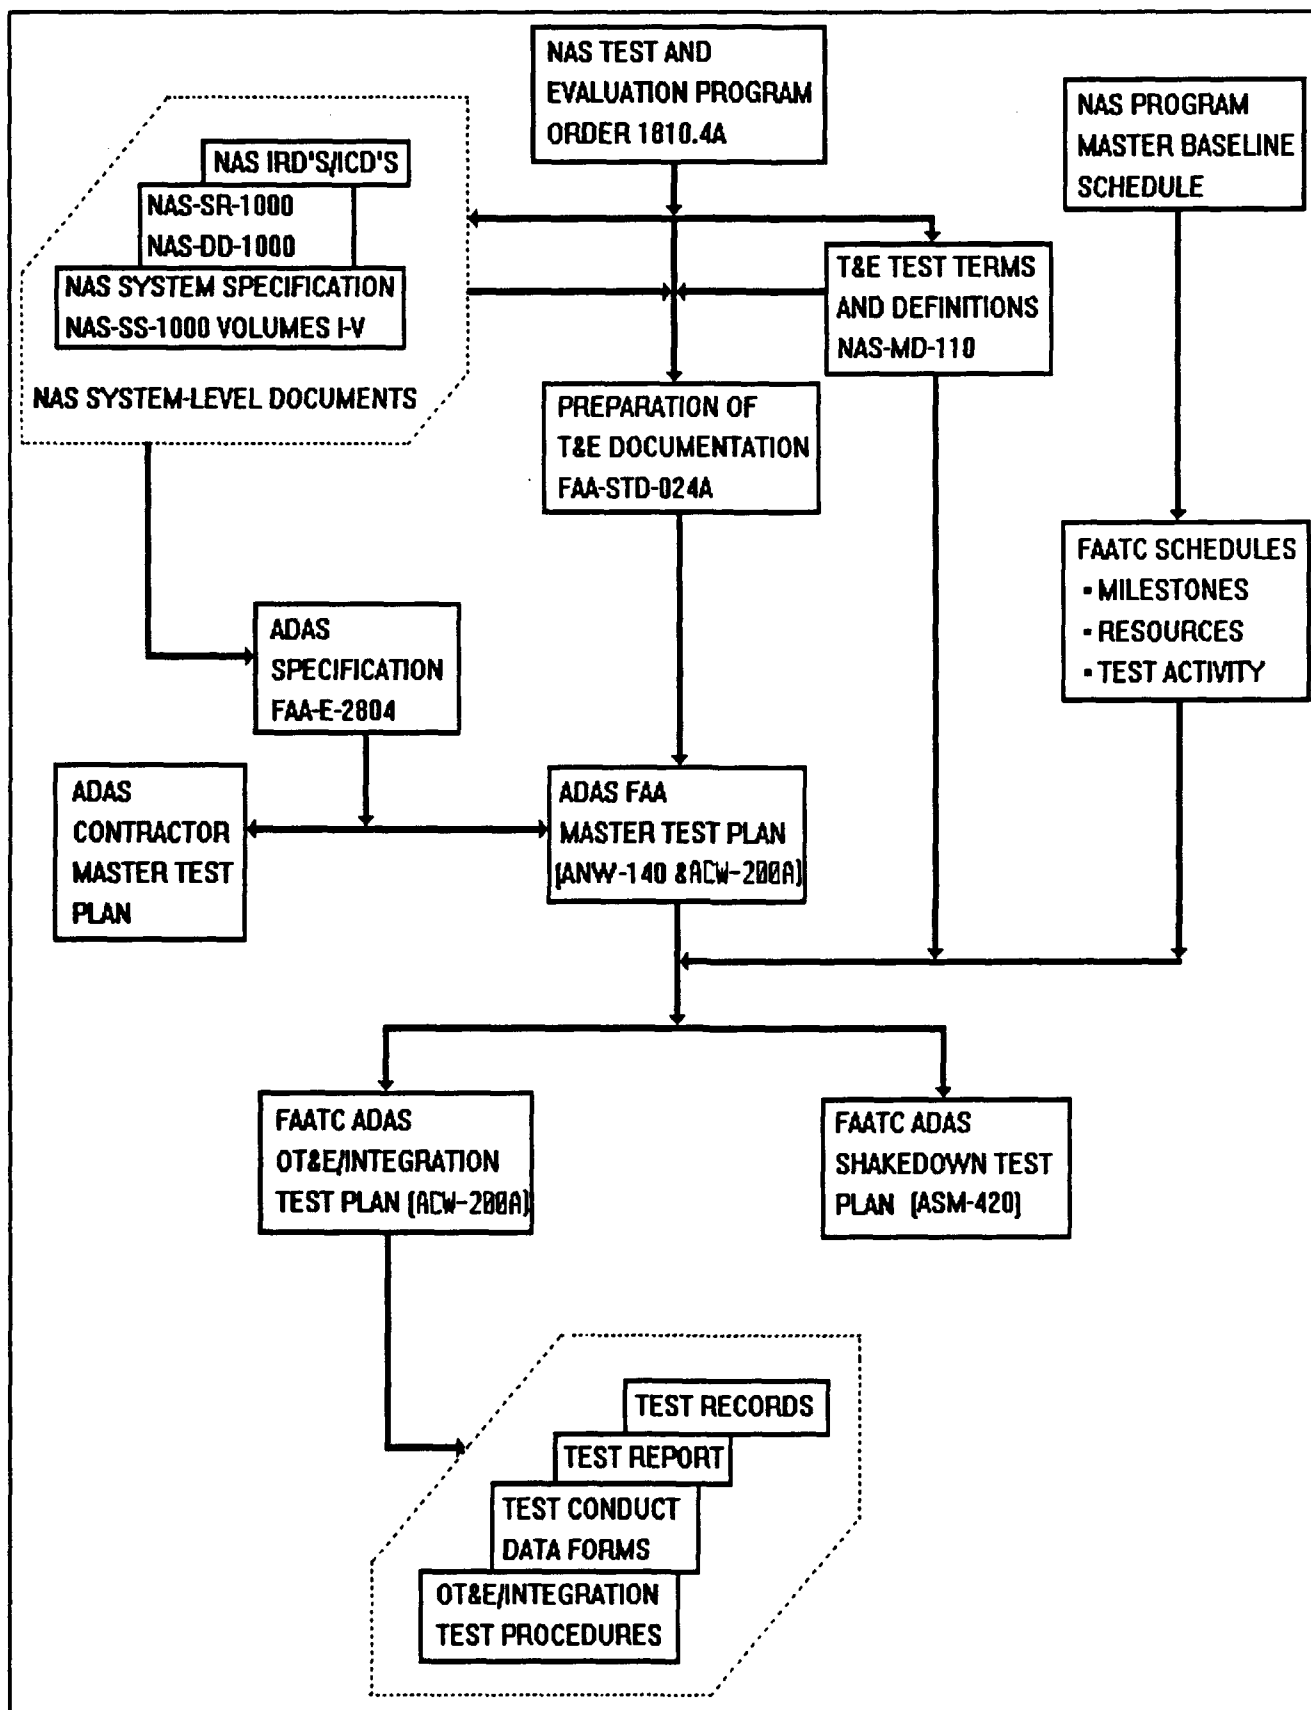 NAS TEST AND
EVALUATION PROGRAM
ORDER 1810.4A
NAS PROGRAM
MASTER BASELINE
SCHEDULE
NAS IRD'S/ICD'S
NAS-SR-1000
NAS-DD-1000
NAS SYSTEM SPECIFICATION
NAS-SS-1000 VOLUMES I-V
NAS SYSTEM-LEVEL DOCUMENTS
T&E TEST TERMS
AND DEFINITIONS
NAS-MD-110
PREPARATION OF
T&E DOCUMENTATION
FAA-STD-024A
FAATC SCHEDULES
▪ MILESTONES
▪ RESOURCES
▪ TEST ACTIVITY
ADAS
SPECIFICATION
FAA-E-2804
ADAS
CONTRACTOR
MASTER TEST
PLAN
ADAS FAA
MASTER TEST PLAN
(ANW-140 &ACW-200A)
FAATC ADAS
OT&E/INTEGRATION
TEST PLAN (ACW-200A)
FAATC ADAS
SHAKEDOWN TEST
PLAN (ASM-420)
TEST RECORDS
TEST REPORT
TEST CONDUCT
DATA FORMS
OT&E/INTEGRATION
TEST PROCEDURES